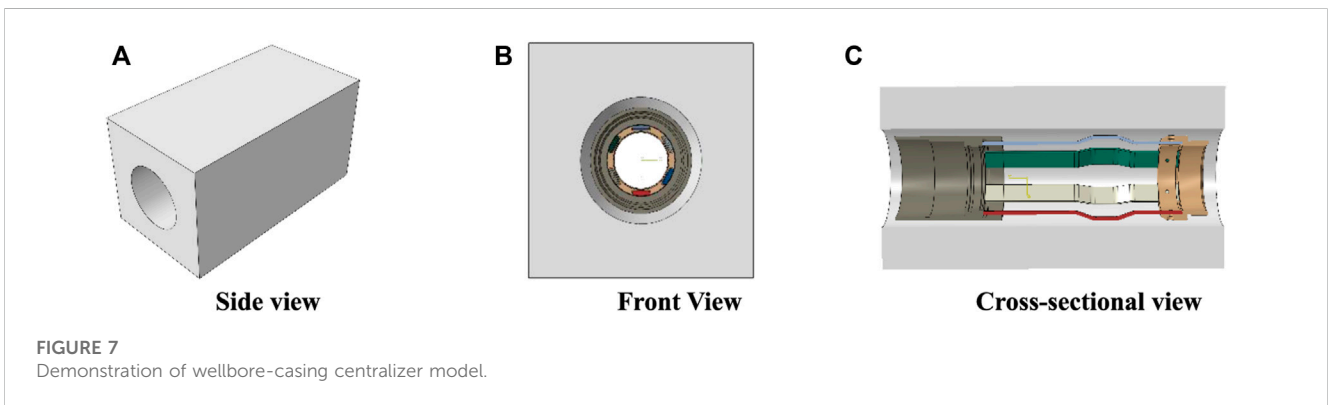 A
B
C
Side view
Front View
Cross-sectional view
FIGURE 7
Demonstration of wellbore-casing centralizer model.